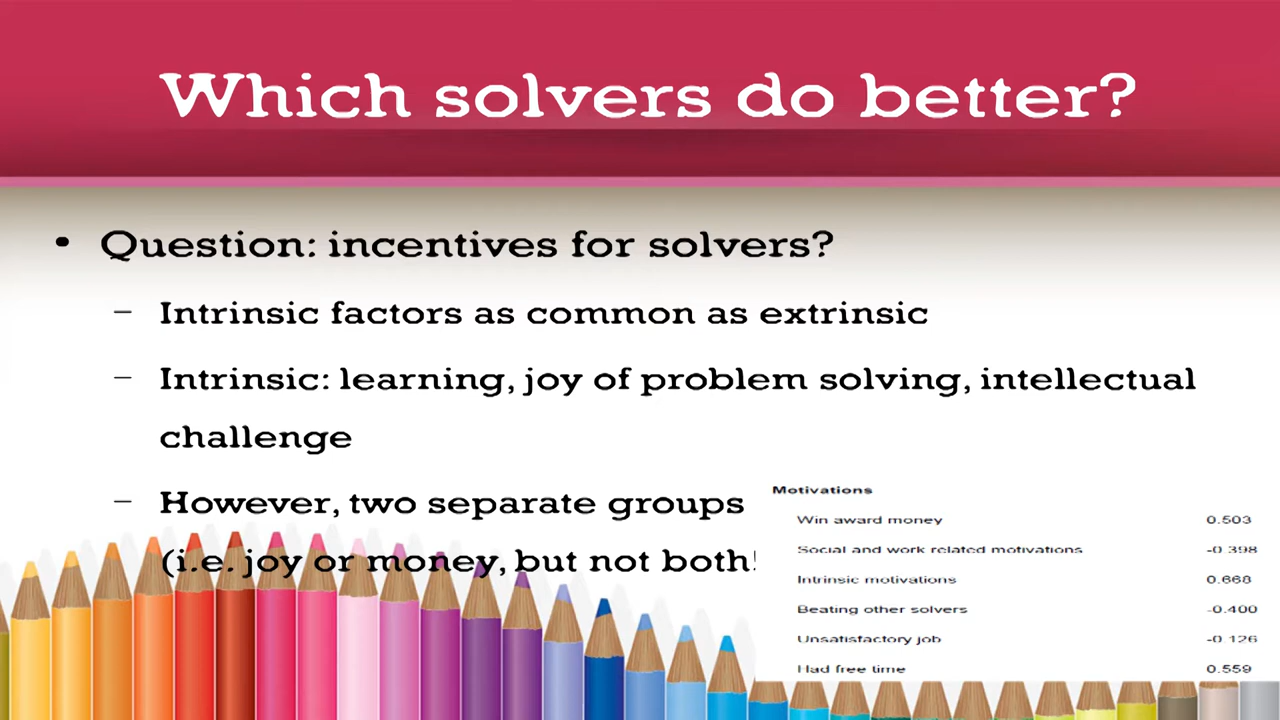 Which solvers do better?
• Question: incentives for solvers?
– Intrinsic factors as common as extrinsic
– Intrinsic: learning, joy of problem solving, intellectual
challenge
– However, two separate groups
(i.e. joy or money, but not both!
Motivations
Win award money 0.503
Social and work related motivations -0.398
Intrinsic motivations 0.668
Beating other solvers -0.400
Unsatisfactory job -0.126
Had free time 0.559